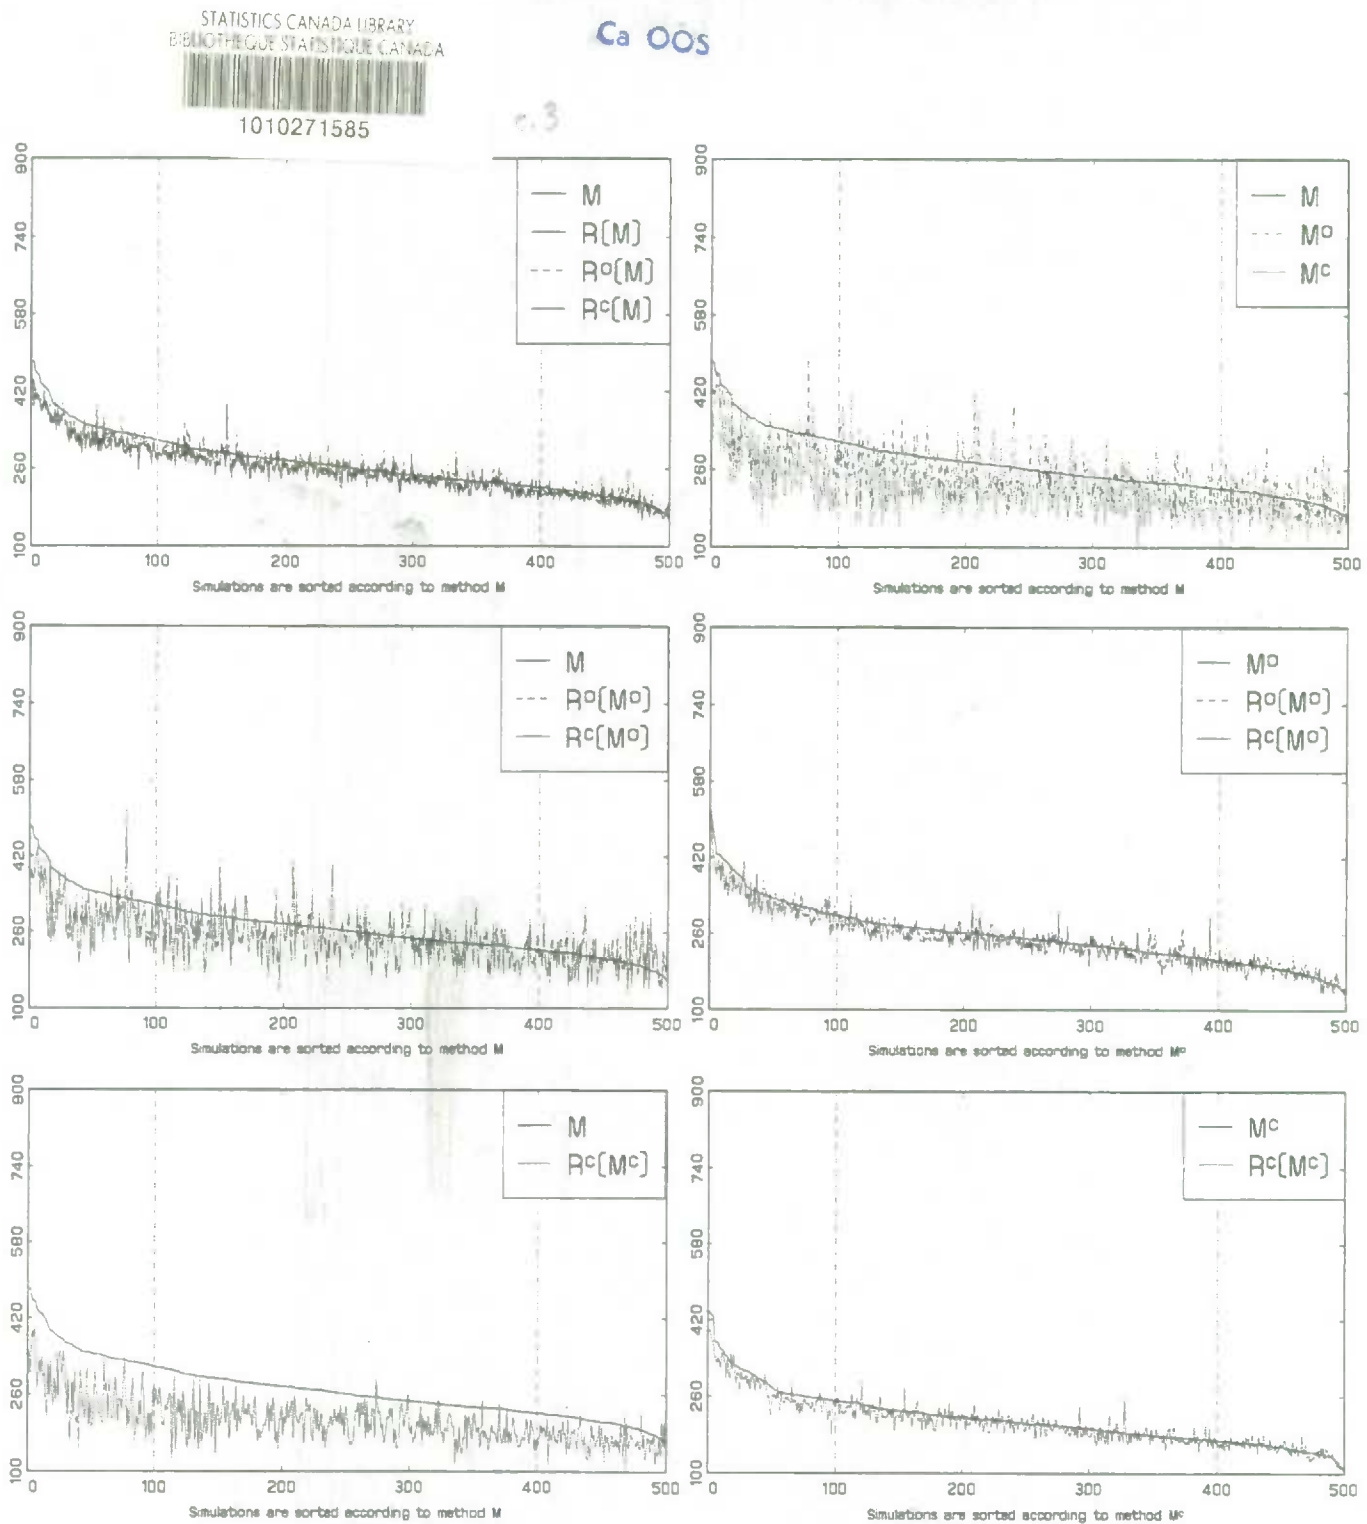 STATISTICS CANADA LIBRARY
BIBLIOTHEQUE STATISTIQUE CANADA
1010271585
Ca OOS
c.3
900
740
580
420
260
100
M
R[M]
Rᴼ[M]
Rᶜ[M]
0 100 200 300 400 500
Simulations are sorted according to method M
900
740
580
420
260
100
M
Mᴼ
Mᶜ
0 100 200 300 400 500
Simulations are sorted according to method M
900
740
580
420
260
100
M
Rᴼ[Mᴼ]
Rᶜ[Mᴼ]
0 100 200 300 400 500
Simulations are sorted according to method M
900
740
580
420
260
100
Mᴼ
Rᴼ[Mᴼ]
Rᶜ[Mᴼ]
0 100 200 300 400 500
Simulations are sorted according to method Mᴼ
900
740
580
420
260
100
M
Rᶜ[Mᶜ]
0 100 200 300 400 500
Simulations are sorted according to method M
900
740
580
420
260
100
Mᶜ
Rᶜ[Mᶜ]
0 100 200 300 400 500
Simulations are sorted according to method Mᶜ